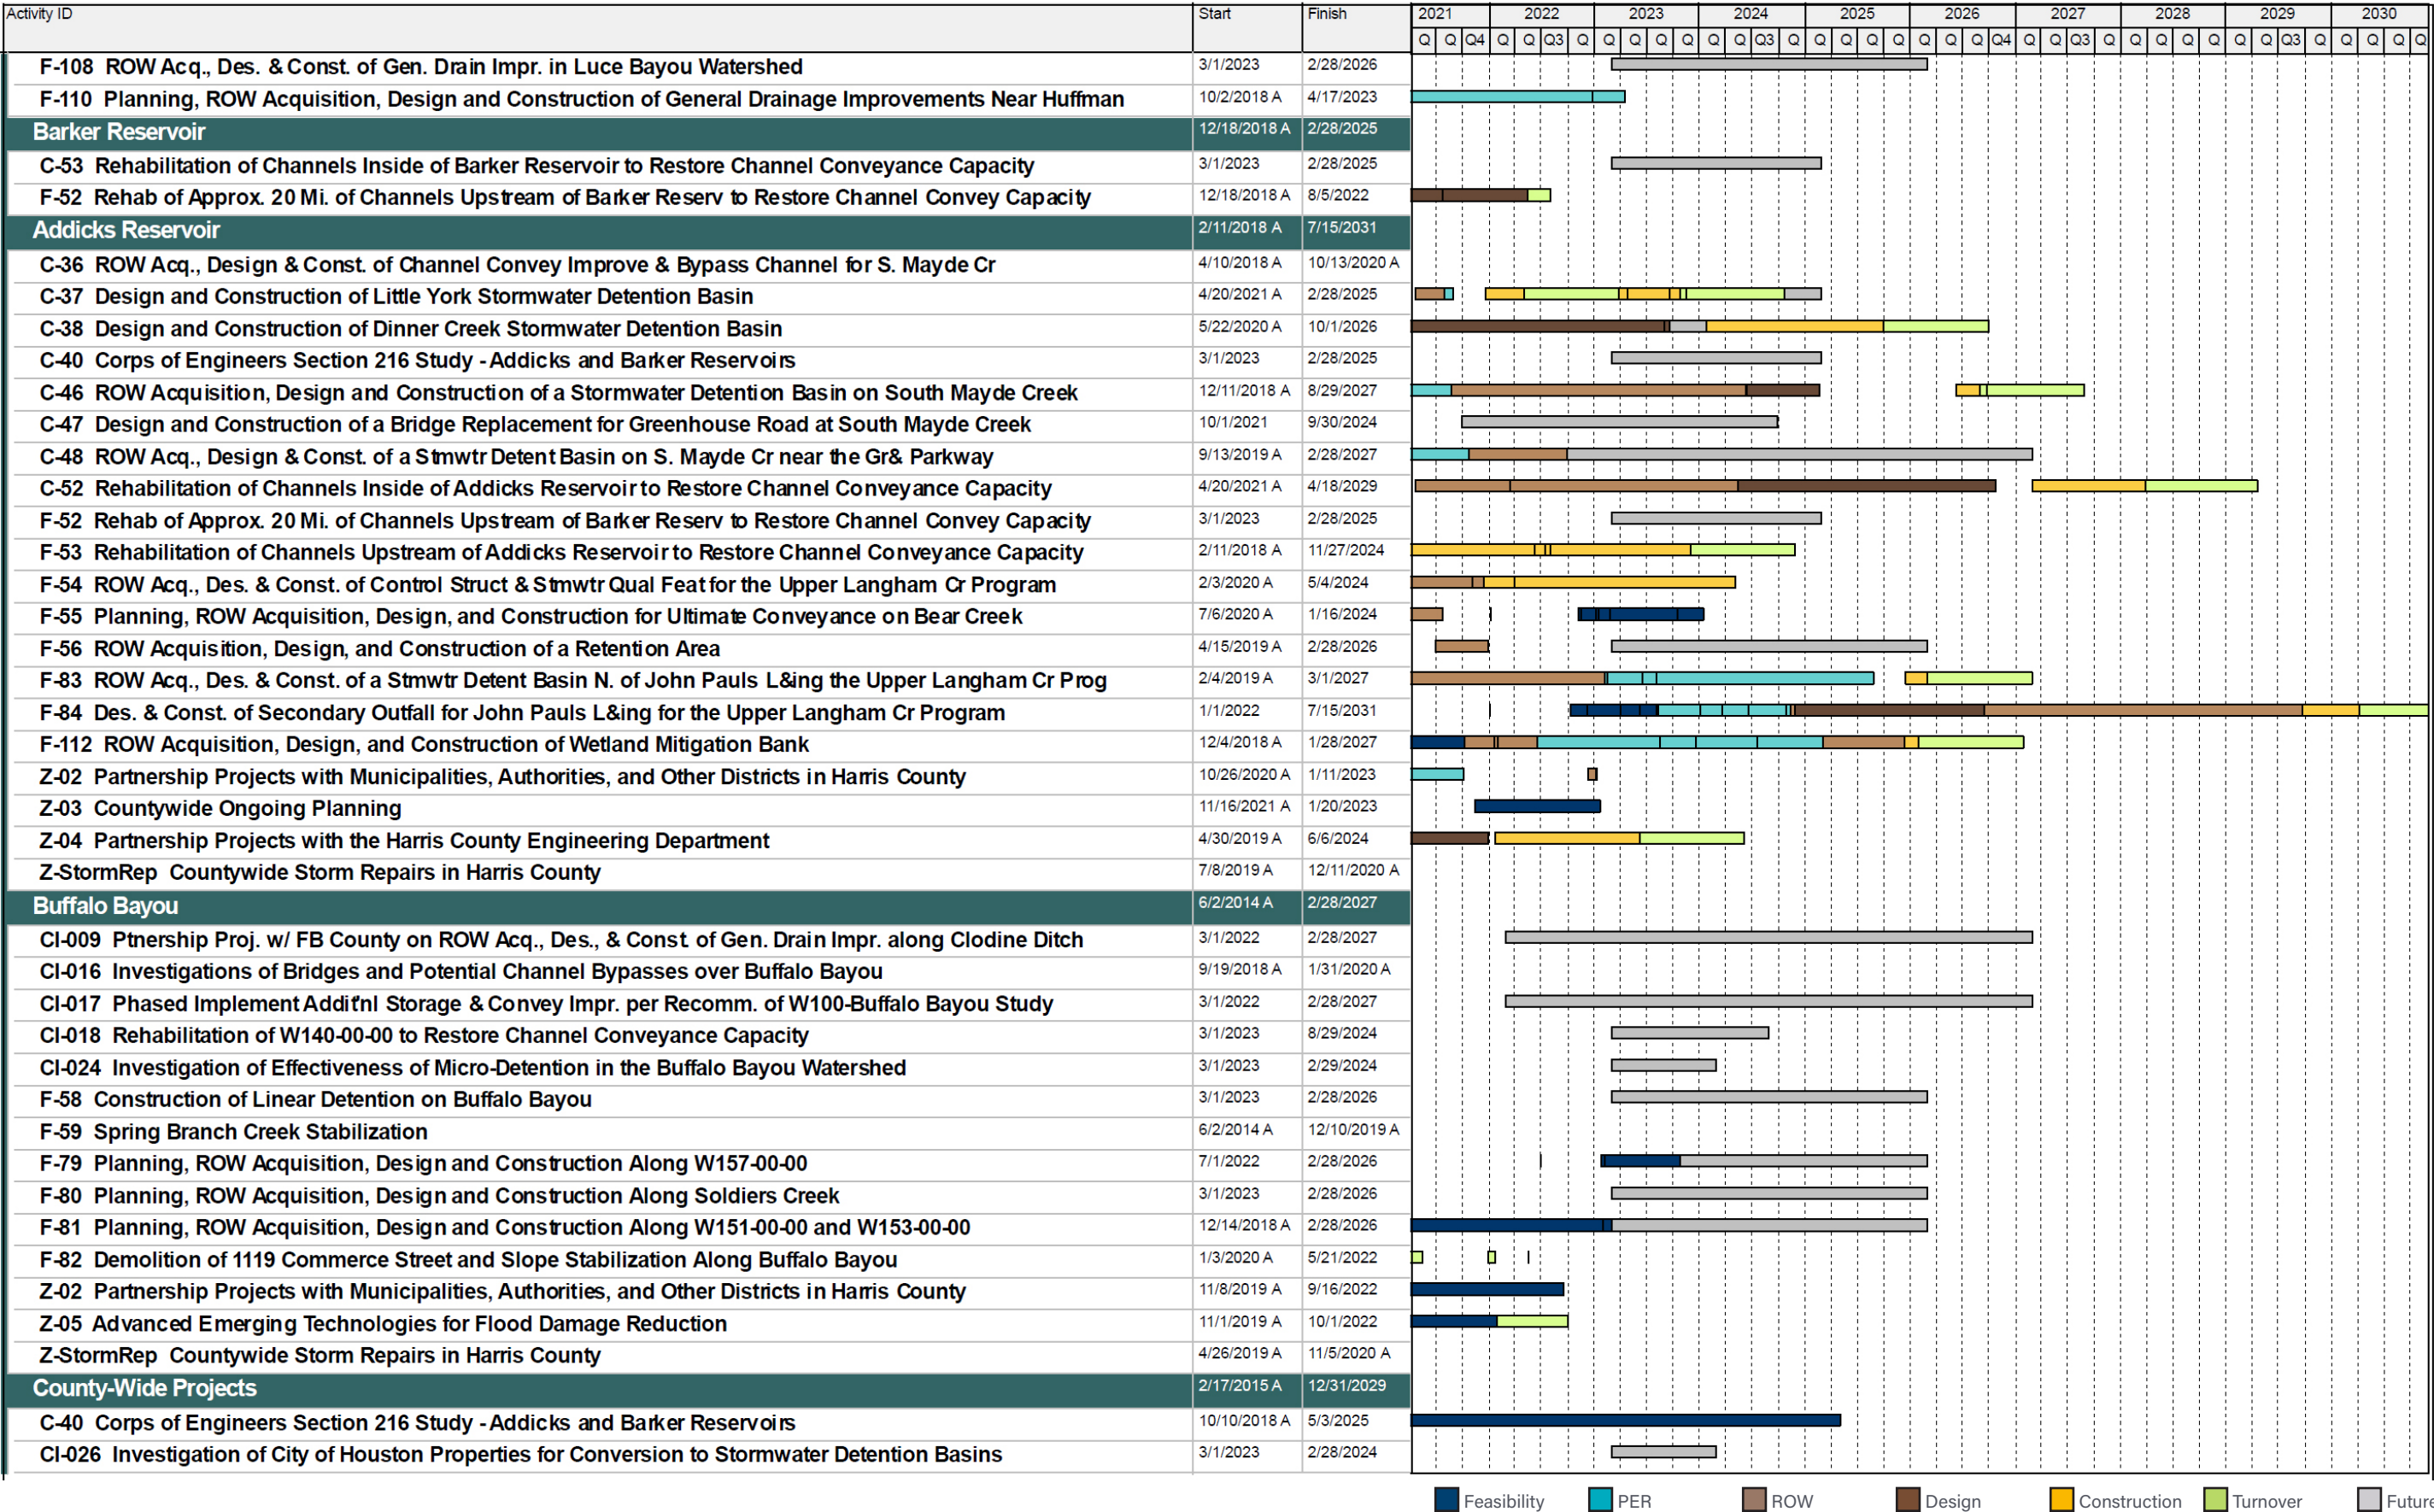 Activity ID Start Finish 2021 2022 2023 2024 2025 2026 2027 2028 2029 2030
Q Q Q4 Q Q Q3 Q Q Q Q Q Q Q Q3 Q Q Q Q Q Q Q Q4 Q Q Q3 Q Q Q Q Q Q Q Q3 Q Q Q Q
F-108 ROW Acq., Des. & Const. of Gen. Drain Impr. in Luce Bayou Watershed 3/1/2023 2/28/2026
F-110 Planning, ROW Acquisition, Design and Construction of General Drainage Improvements Near Huffman 10/2/2018 A 4/17/2023
Barker Reservoir 12/18/2018 A 2/28/2025
C-53 Rehabilitation of Channels Inside of Barker Reservoir to Restore Channel Conveyance Capacity 3/1/2023 2/28/2025
F-52 Rehab of Approx. 20 Mi. of Channels Upstream of Barker Reserv to Restore Channel Convey Capacity 12/18/2018 A 8/5/2022
Addicks Reservoir 2/11/2018 A 7/15/2031
C-36 ROW Acq., Design & Const. of Channel Convey Improve & Bypass Channel for S. Mayde Cr 4/10/2018 A 10/13/2020 A
C-37 Design and Construction of Little York Stormwater Detention Basin 4/20/2021 A 2/28/2025
C-38 Design and Construction of Dinner Creek Stormwater Detention Basin 5/22/2020 A 10/1/2026
C-40 Corps of Engineers Section 216 Study - Addicks and Barker Reservoirs 3/1/2023 2/28/2025
C-46 ROW Acquisition, Design and Construction of a Stormwater Detention Basin on South Mayde Creek 12/11/2018 A 8/29/2027
C-47 Design and Construction of a Bridge Replacement for Greenhouse Road at South Mayde Creek 10/1/2021 9/30/2024
C-48 ROW Acq., Design & Const. of a Stmwtr Detent Basin on S. Mayde Cr near the Gr& Parkway 9/13/2019 A 2/28/2027
C-52 Rehabilitation of Channels Inside of Addicks Reservoir to Restore Channel Conveyance Capacity 4/20/2021 A 4/18/2029
F-52 Rehab of Approx. 20 Mi. of Channels Upstream of Barker Reserv to Restore Channel Convey Capacity 3/1/2023 2/28/2025
F-53 Rehabilitation of Channels Upstream of Addicks Reservoir to Restore Channel Conveyance Capacity 2/11/2018 A 11/27/2024
F-54 ROW Acq., Des. & Const. of Control Struct & Stmwtr Qual Feat for the Upper Langham Cr Program 2/3/2020 A 5/4/2024
F-55 Planning, ROW Acquisition, Design, and Construction for Ultimate Conveyance on Bear Creek 7/6/2020 A 1/16/2024
F-56 ROW Acquisition, Design, and Construction of a Retention Area 4/15/2019 A 2/28/2026
F-83 ROW Acq., Des. & Const. of a Stmwtr Detent Basin N. of John Pauls L&ing the Upper Langham Cr Prog 2/4/2019 A 3/1/2027
F-84 Des. & Const. of Secondary Outfall for John Pauls L&ing for the Upper Langham Cr Program 1/1/2022 7/15/2031
F-112 ROW Acquisition, Design, and Construction of Wetland Mitigation Bank 12/4/2018 A 1/28/2027
Z-02 Partnership Projects with Municipalities, Authorities, and Other Districts in Harris County 10/26/2020 A 1/11/2023
Z-03 Countywide Ongoing Planning 11/16/2021 A 1/20/2023
Z-04 Partnership Projects with the Harris County Engineering Department 4/30/2019 A 6/6/2024
Z-StormRep Countywide Storm Repairs in Harris County 7/8/2019 A 12/11/2020 A
Buffalo Bayou 6/2/2014 A 2/28/2027
CI-009 Ptnership Proj. w/ FB County on ROW Acq., Des., & Const. of Gen. Drain Impr. along Clodine Ditch 3/1/2022 2/28/2027
CI-016 Investigations of Bridges and Potential Channel Bypasses over Buffalo Bayou 9/19/2018 A 1/31/2020 A
CI-017 Phased Implement Addit'nl Storage & Convey Impr. per Recomm. of W100-Buffalo Bayou Study 3/1/2022 2/28/2027
CI-018 Rehabilitation of W140-00-00 to Restore Channel Conveyance Capacity 3/1/2023 8/29/2024
CI-024 Investigation of Effectiveness of Micro-Detention in the Buffalo Bayou Watershed 3/1/2023 2/29/2024
F-58 Construction of Linear Detention on Buffalo Bayou 3/1/2023 2/28/2026
F-59 Spring Branch Creek Stabilization 6/2/2014 A 12/10/2019 A
F-79 Planning, ROW Acquisition, Design and Construction Along W157-00-00 7/1/2022 2/28/2026
F-80 Planning, ROW Acquisition, Design and Construction Along Soldiers Creek 3/1/2023 2/28/2026
F-81 Planning, ROW Acquisition, Design and Construction Along W151-00-00 and W153-00-00 12/14/2018 A 2/28/2026
F-82 Demolition of 1119 Commerce Street and Slope Stabilization Along Buffalo Bayou 1/3/2020 A 5/21/2022
Z-02 Partnership Projects with Municipalities, Authorities, and Other Districts in Harris County 11/8/2019 A 9/16/2022
Z-05 Advanced Emerging Technologies for Flood Damage Reduction 11/1/2019 A 10/1/2022
Z-StormRep Countywide Storm Repairs in Harris County 4/26/2019 A 11/5/2020 A
County-Wide Projects 2/17/2015 A 12/31/2029
C-40 Corps of Engineers Section 216 Study - Addicks and Barker Reservoirs 10/10/2018 A 5/3/2025
CI-026 Investigation of City of Houston Properties for Conversion to Stormwater Detention Basins 3/1/2023 2/28/2024
Feasibility PER ROW Design Construction Turnover Futur